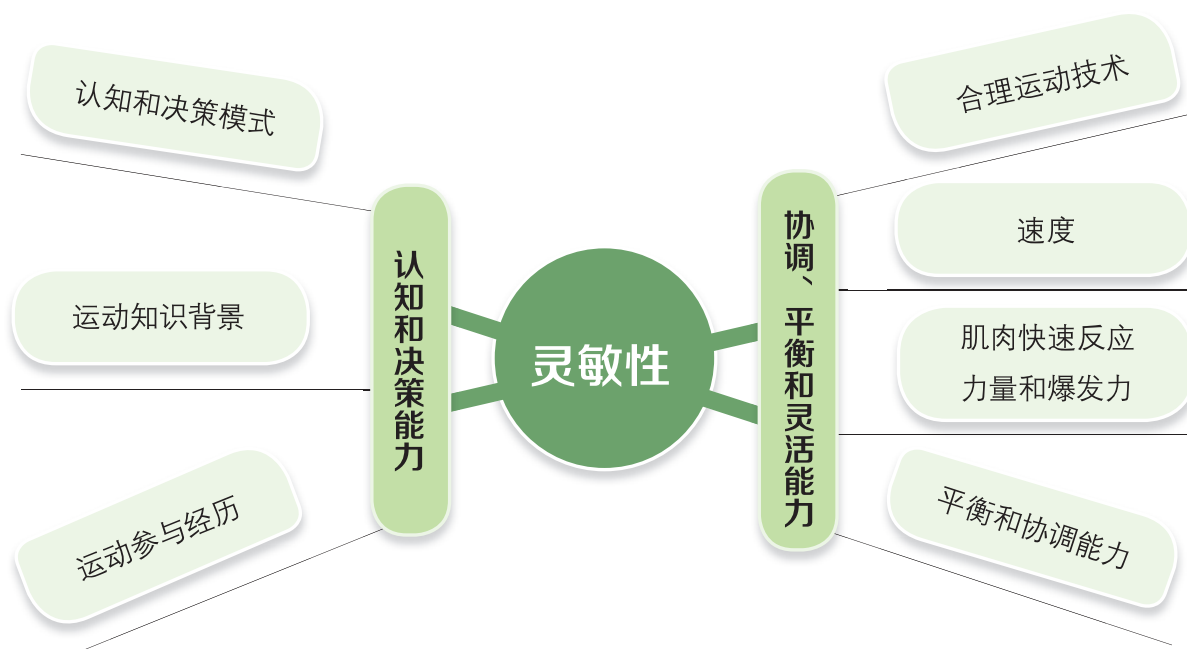 认知和决策模式
运动知识背景
运动参与经历
认知和决策能力
灵敏性
协调、平衡和灵活能力
合理运动技术
速度
肌肉快速反应
力量和爆发力
平衡和协调能力